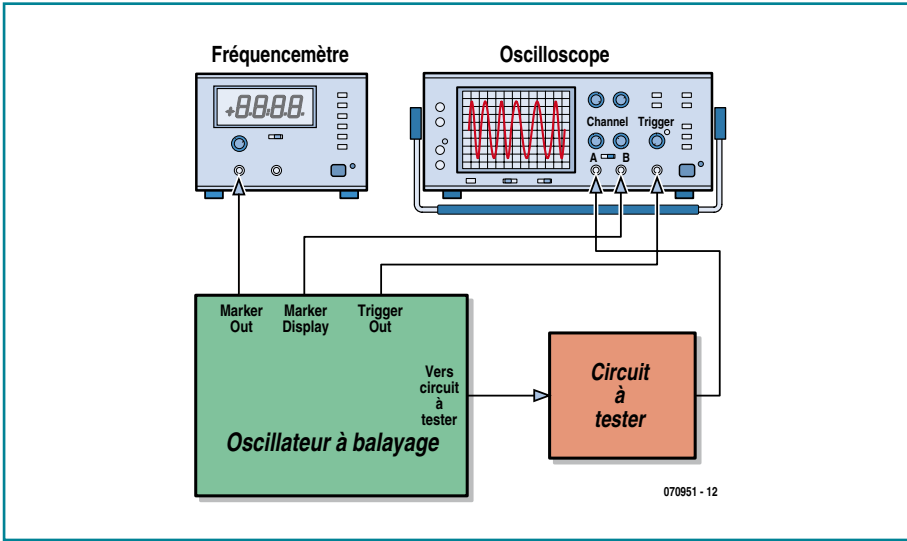 Fréquencemètre
Oscilloscope
+8.8.8.8.
Channel
Trigger
A
B
Marker
Out
Marker
Display
Trigger
Out
Vers
circuit
à
tester
Oscillateur à balayage
Circuit
à
tester
070951 - 12